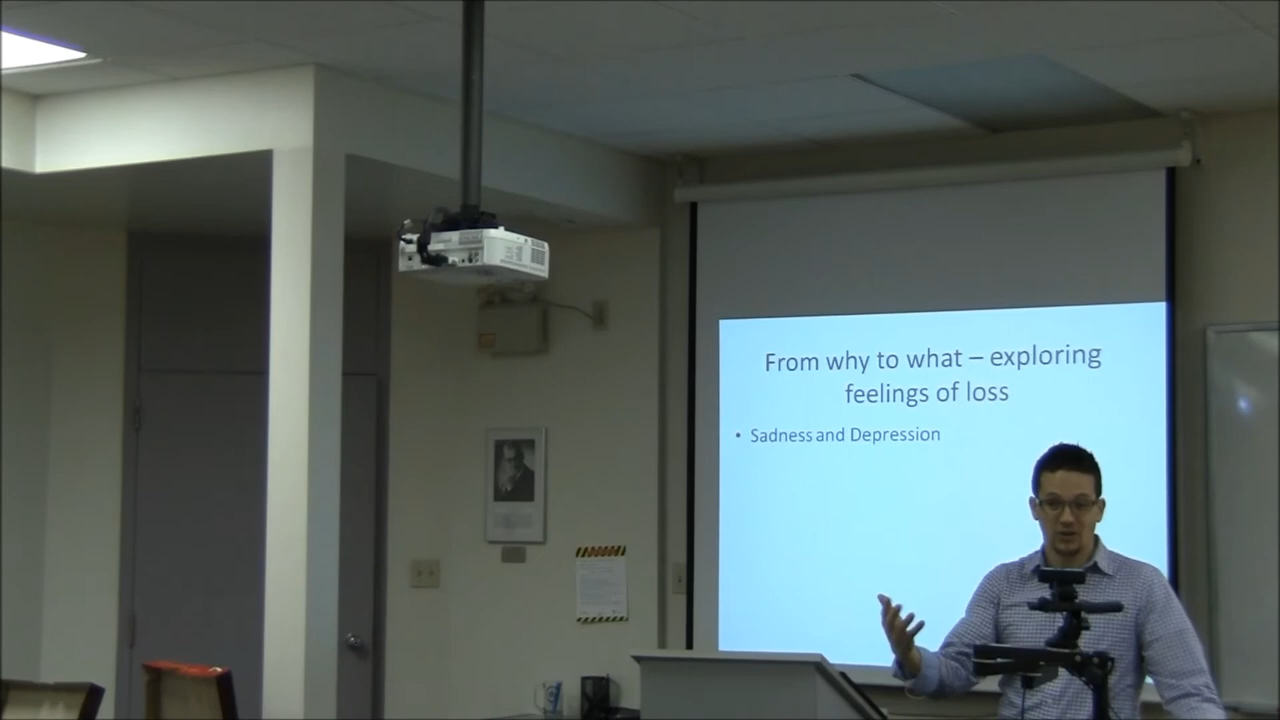 From why to what – exploring
feelings of loss
• Sadness and Depression